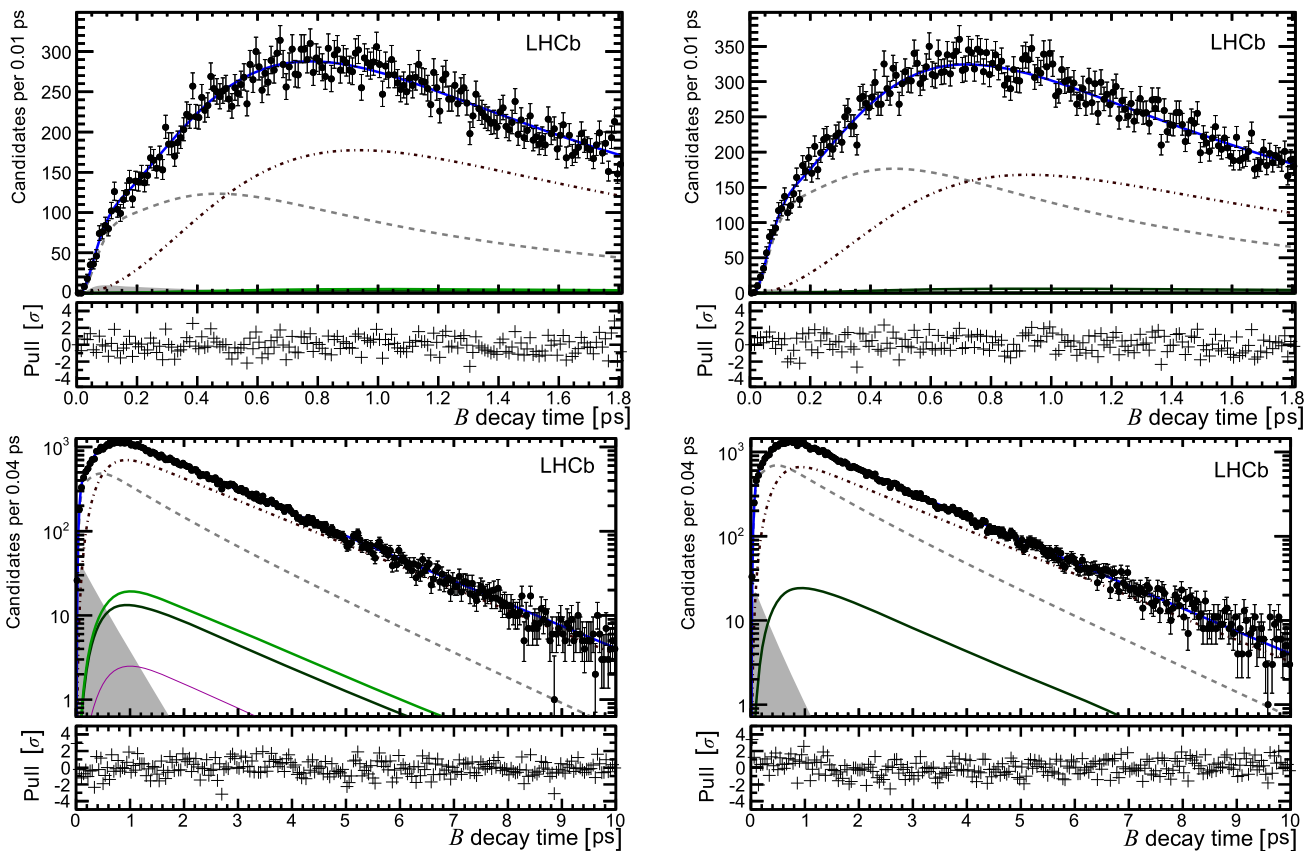 Candidates per 0.01 ps
LHCb
300
250
200
150
100
50
0
Pull [σ]
4
2
0
-2
-4
0.0 0.2 0.4 0.6 0.8 1.0 1.2 1.4 1.6 1.8
B decay time [ps]
Candidates per 0.01 ps
LHCb
350
300
250
200
150
100
50
0
Pull [σ]
4
2
0
-2
-4
0.0 0.2 0.4 0.6 0.8 1.0 1.2 1.4 1.6 1.8
B decay time [ps]
Candidates per 0.04 ps
LHCb
10³
10²
10
1
Pull [σ]
4
2
0
-2
-4
0 1 2 3 4 5 6 7 8 9 10
B decay time [ps]
Candidates per 0.04 ps
LHCb
10³
10²
10
1
Pull [σ]
4
2
0
-2
-4
0 1 2 3 4 5 6 7 8 9 10
B decay time [ps]